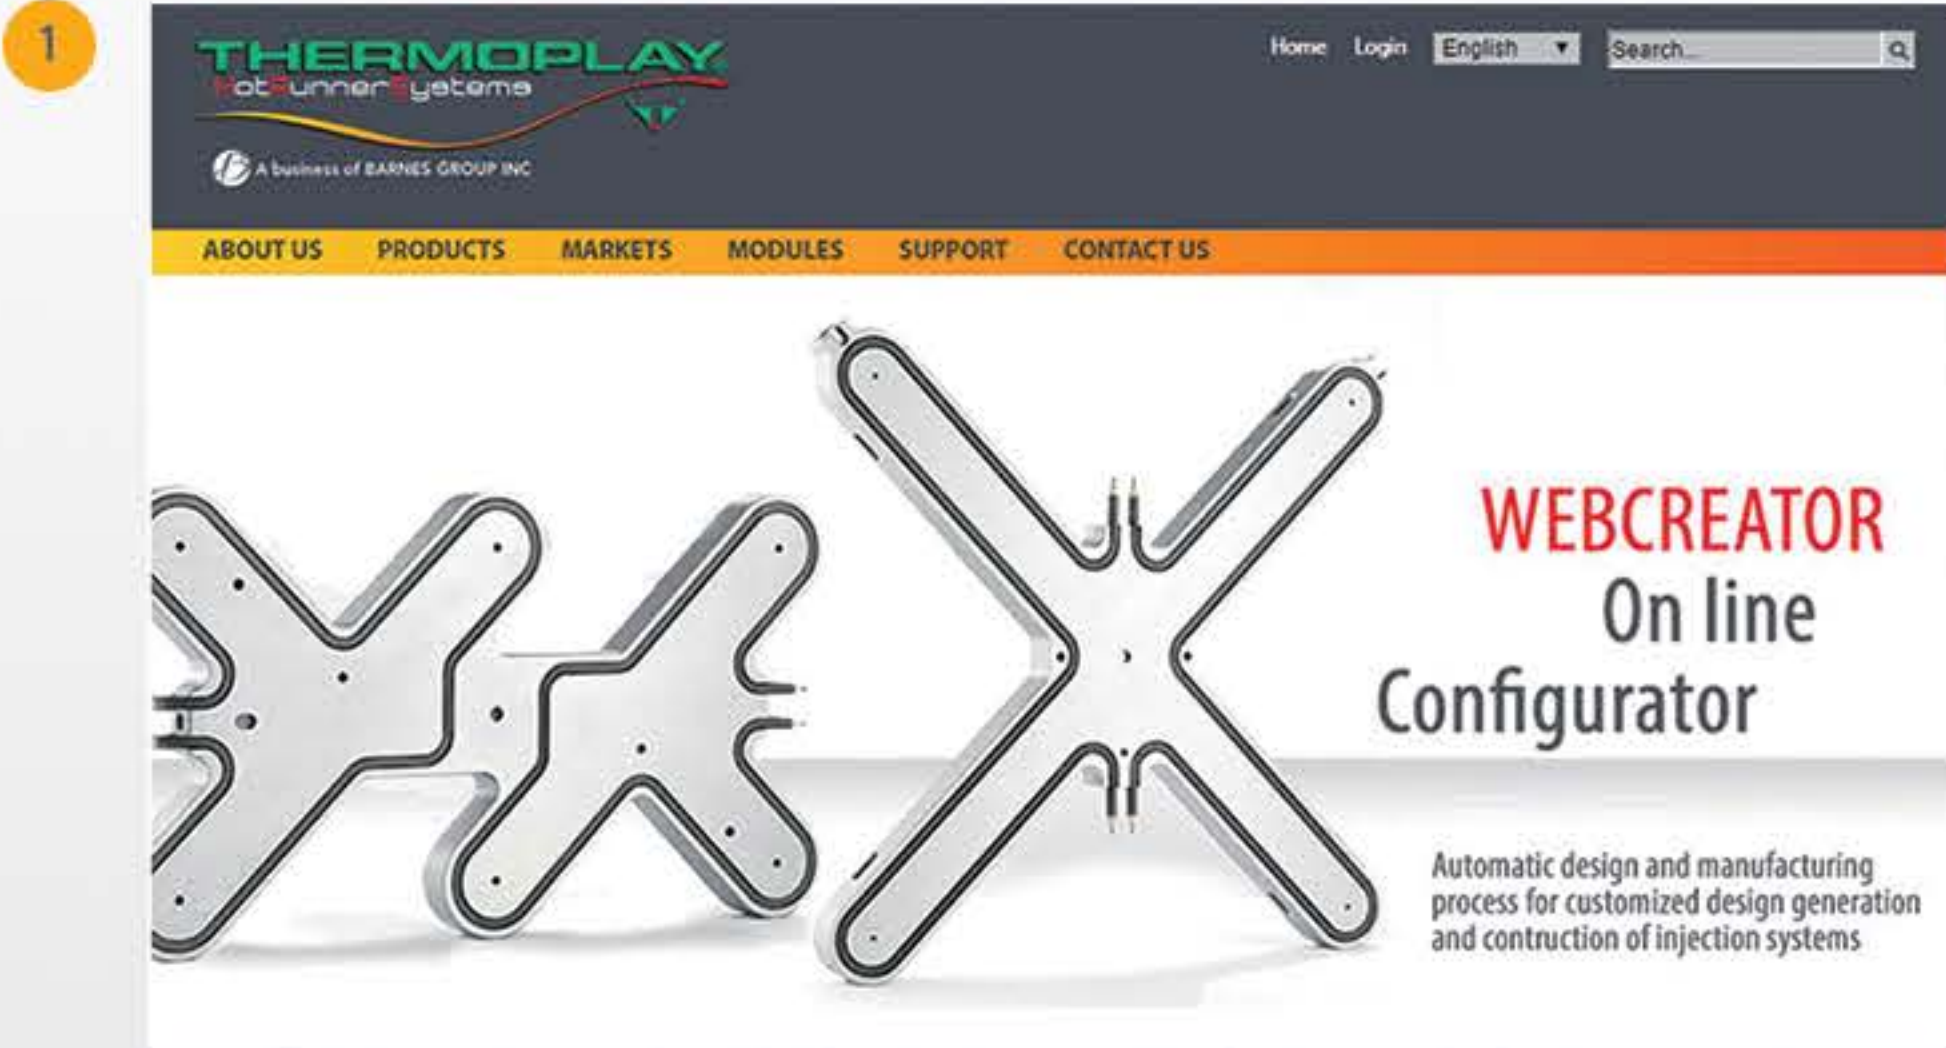 1
THERMOPLAY
HotRunnerSystems
A business of BARNES GROUP INC
Home Login English Search...
ABOUT US PRODUCTS MARKETS MODULES SUPPORT CONTACT US
WEBCREATOR
On line
Configurator
Automatic design and manufacturing
process for customized design generation
and contruction of injection systems